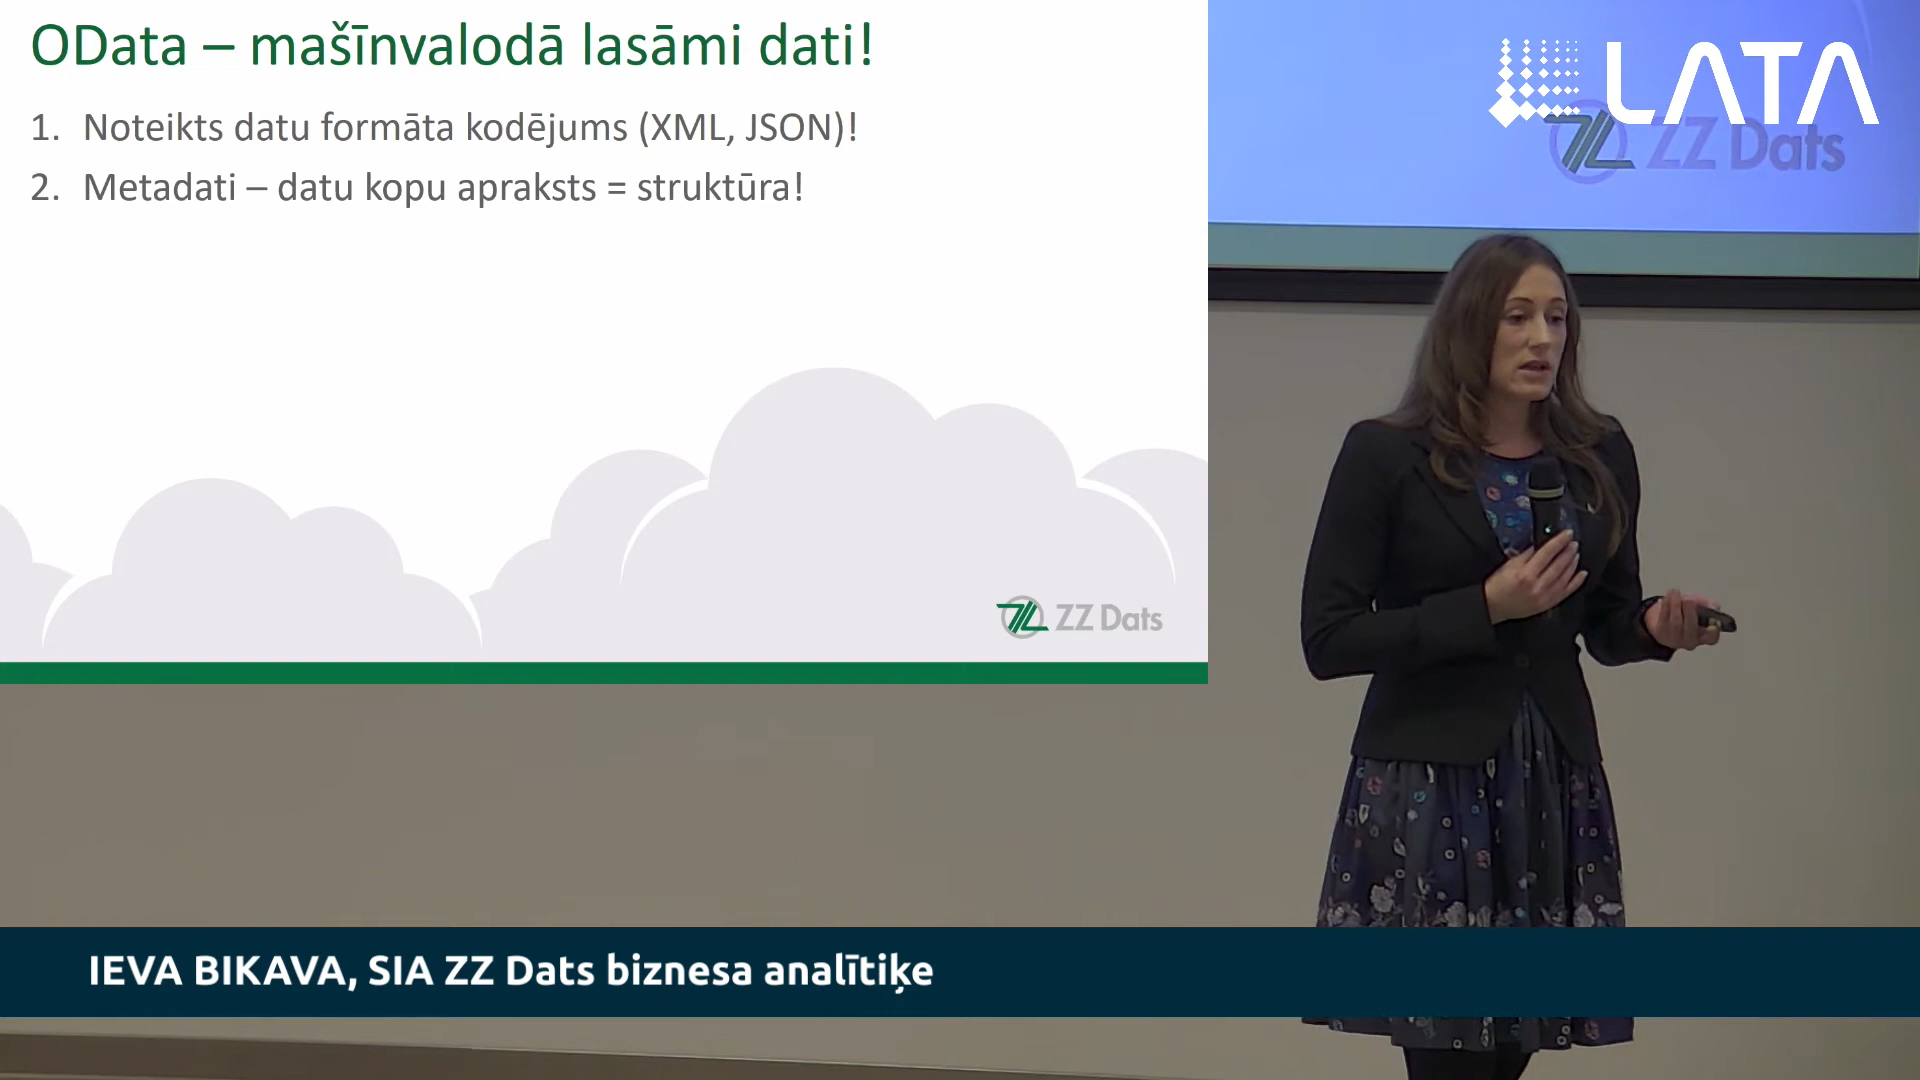 OData – mašīnvalodā lasāmi dati!
1. Noteikts datu formāta kodējums (XML, JSON)!
2. Metadati – datu kopu apraksts = struktūra!
ZZ Dats
LATA
ZZ Dats
IEVA BIKAVA, SIA ZZ Dats biznesa analītiķe